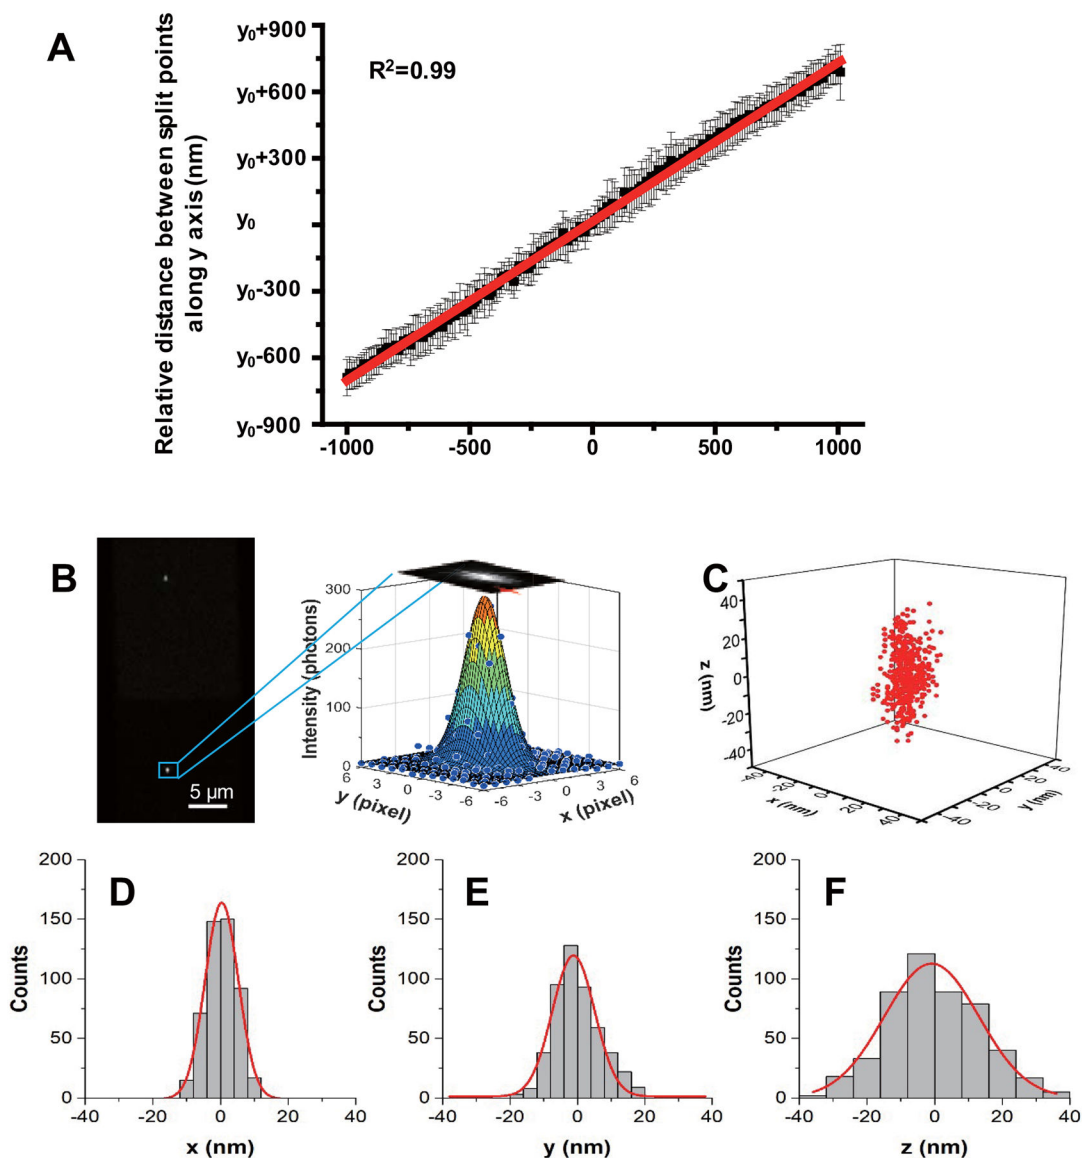 A
Relative distance between split points
along y axis (nm)
y₀+900
y₀+600
y₀+300
y₀
y₀-300
y₀-600
y₀-900
R²=0.99
-1000
-500
0
500
1000
B
5 µm
Intensity (photons)
300
200
100
0
6
3
0
-3
-6
y (pixel)
-6
-3
0
3
6
x (pixel)
C
z (nm)
40
20
0
-20
-40
-40
-20
0
20
40
x (nm)
-40
-20
0
20
40
y (nm)
D
Counts
200
150
100
50
0
-40
-20
0
20
40
x (nm)
E
Counts
200
150
100
50
0
-40
-20
0
20
40
y (nm)
F
Counts
200
150
100
50
0
-40
-20
0
20
40
z (nm)